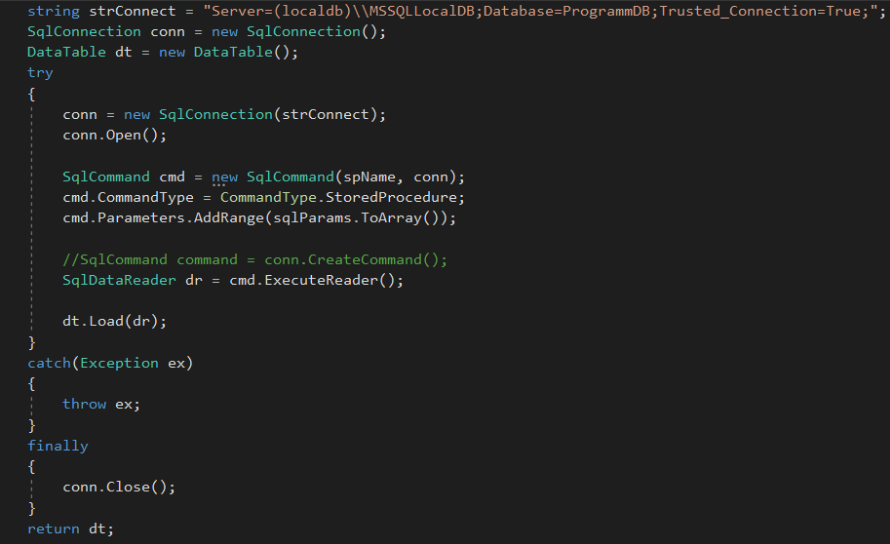 string strConnect = "Server=(localdb)\\MSSQLLocalDB;Database=ProgrammDB;Trusted_Connection=True;";
SqlConnection conn = new SqlConnection();
DataTable dt = new DataTable();
try
{
    conn = new SqlConnection(strConnect);
    conn.Open();

    SqlCommand cmd = new SqlCommand(spName, conn);
    cmd.CommandType = CommandType.StoredProcedure;
    cmd.Parameters.AddRange(sqlParams.ToArray());

    //SqlCommand command = conn.CreateCommand();
    SqlDataReader dr = cmd.ExecuteReader();

    dt.Load(dr);
}
catch(Exception ex)
{
    throw ex;
}
finally
{
    conn.Close();
}
return dt;